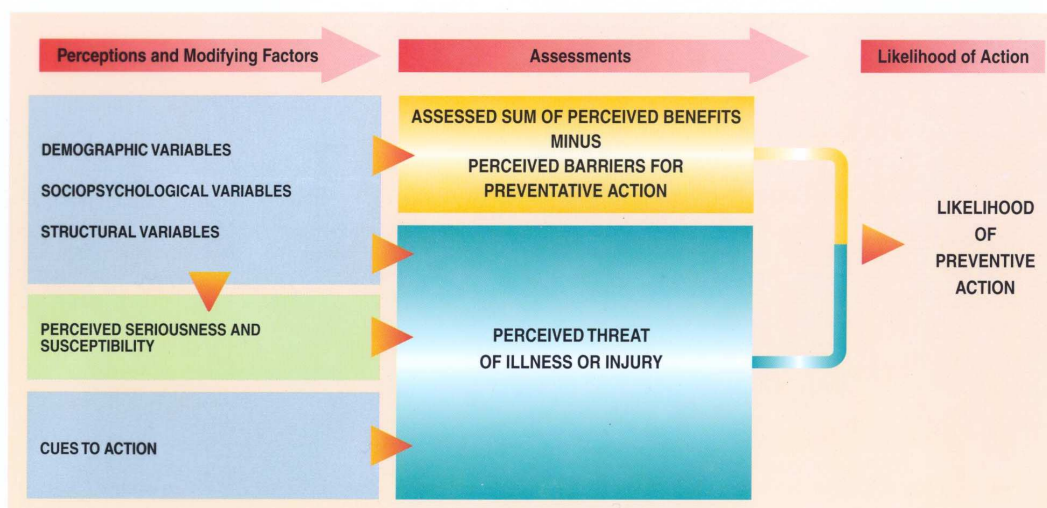 Perceptions and Modifying Factors
Assessments
Likelihood of Action
DEMOGRAPHIC VARIABLES
SOCIOPSYCHOLOGICAL VARIABLES
STRUCTURAL VARIABLES
PERCEIVED SERIOUSNESS AND
SUSCEPTIBILITY
CUES TO ACTION
ASSESSED SUM OF PERCEIVED BENEFITS
MINUS
PERCEIVED BARRIERS FOR
PREVENTATIVE ACTION
PERCEIVED THREAT
OF ILLNESS OR INJURY
LIKELIHOOD
OF
PREVENTIVE
ACTION